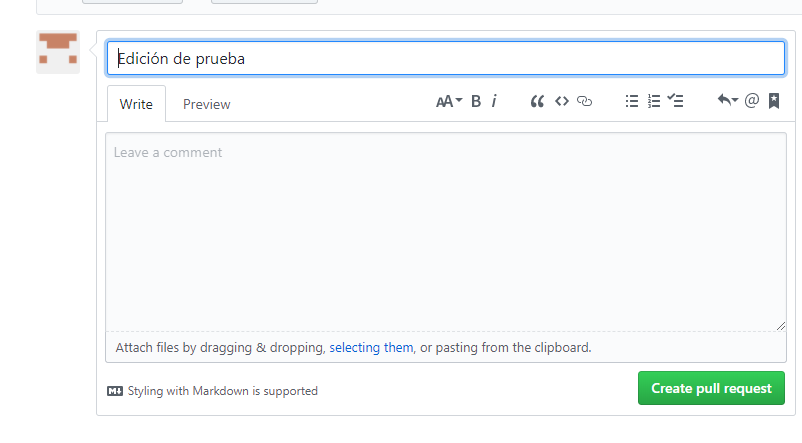 Edición de prueba
Write Preview
Leave a comment
Attach files by dragging & dropping, selecting them, or pasting from the clipboard.
Styling with Markdown is supported
Create pull request